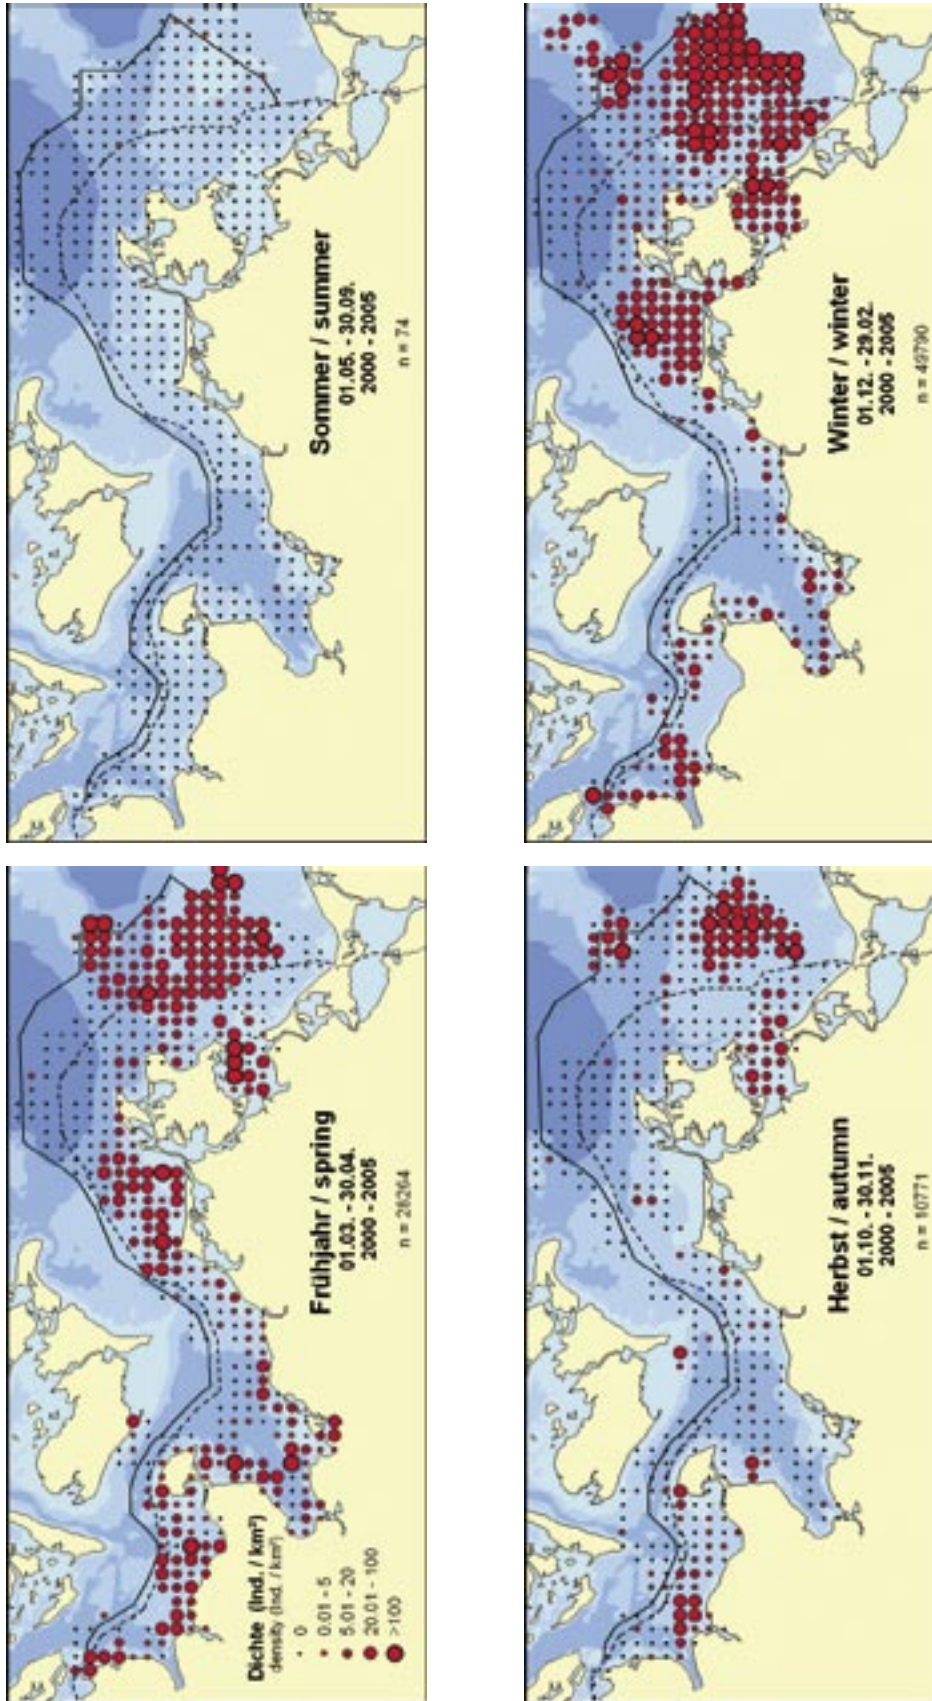 Frühjahr / spring
01.03. - 30.04.
2000 - 2005
n = 28264
Dichte (Ind. / km²)
density (Ind. / km²)
0
0.01 - 5
5.01 - 20
20.01 - 100
>100
Sommer / summer
01.05. - 30.09.
2000 - 2005
n = 74
Herbst / autumn
01.10. - 30.11.
2000 - 2005
n = 10771
Winter / winter
01.12. - 29.02.
2000 - 2005
n = 49790